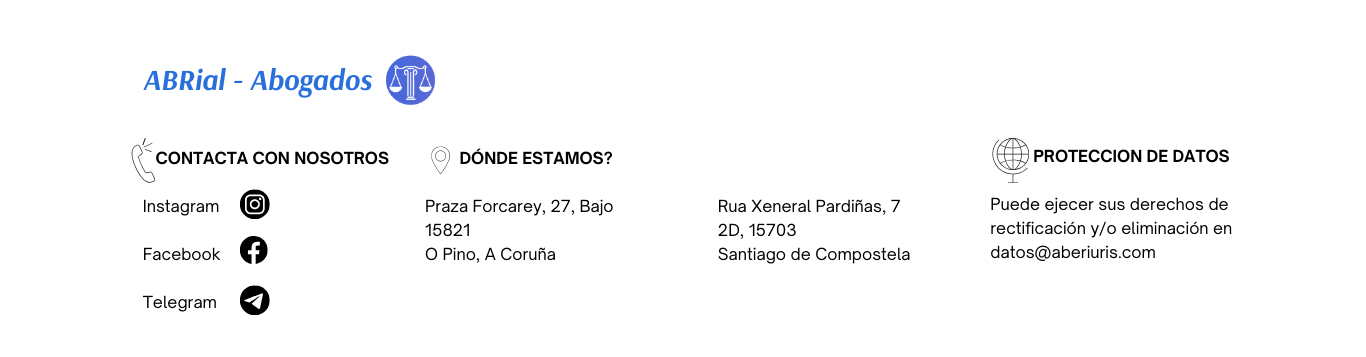 ABRial - Abogados
CONTACTA CON NOSOTROS
Instagram
Facebook
Telegram
DÓNDE ESTAMOS?
Praza Forcarey, 27, Bajo
15821
O Pino, A Coruña
Rua Xeneral Pardiñas, 7
2D, 15703
Santiago de Compostela
PROTECCION DE DATOS
Puede ejecer sus derechos de
rectificación y/o eliminación en
datos@aberiuris.com